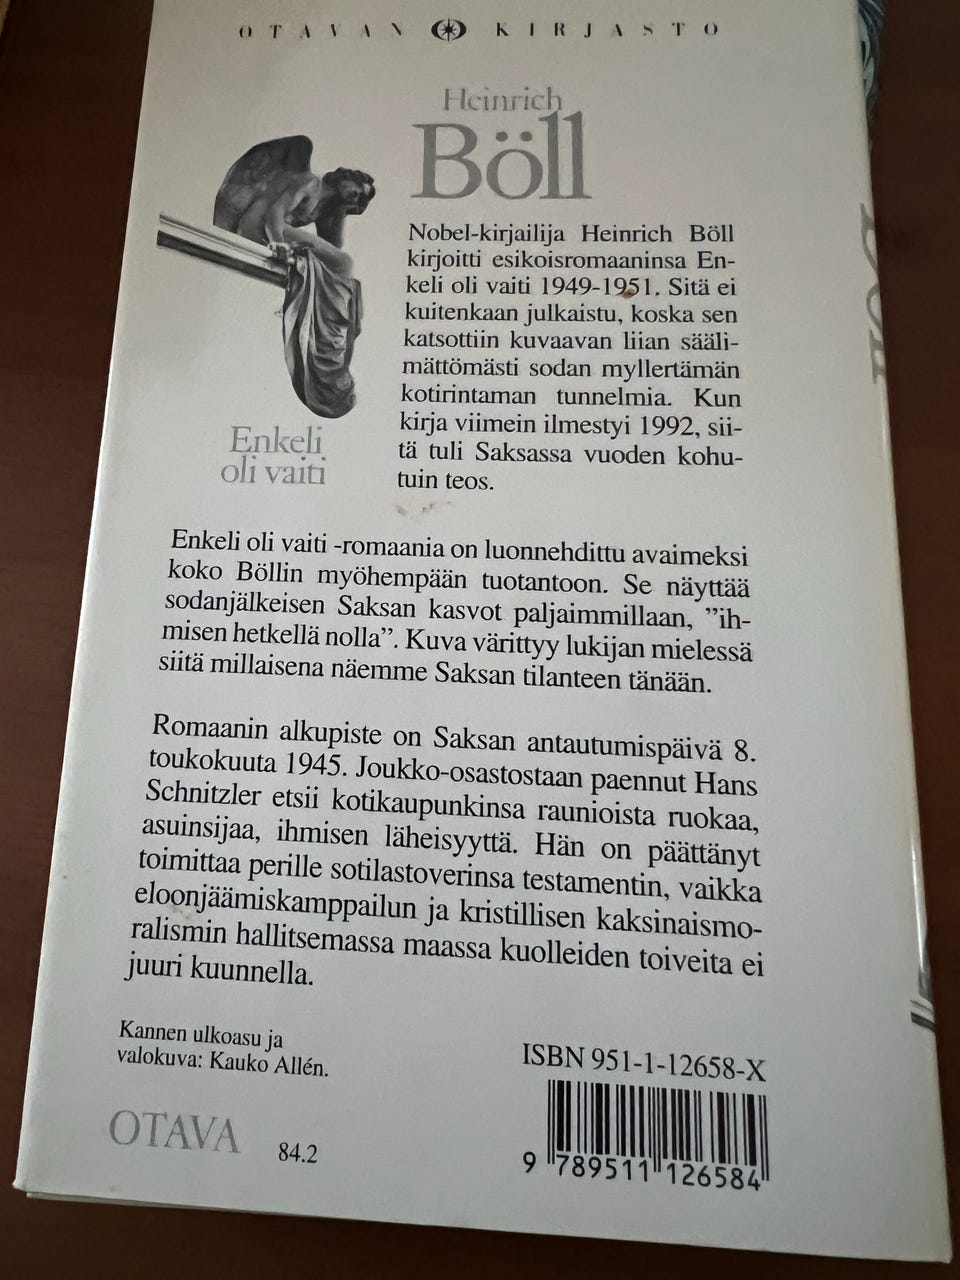 OTAVAN KIRJASTO
Heinrich
Böll
Nobel-kirjailija Heinrich Böll
kirjoitti esikoisromaaninsa En-
keli oli vaiti 1949-1951. Sitä ei
kuitenkaan julkaistu, koska sen
katsottiin kuvaavan liian sääli-
mättömästi sodan myllertämän
kotirintaman tunnelmia. Kun
kirja viimein ilmestyi 1992, sii-
tä tuli Saksassa vuoden kohu-
tuin teos.
Enkeli
oli vaiti
Enkeli oli vaiti -romaania on luonnehdittu avaimeksi
koko Böllin myöhempään tuotantoon. Se näyttää
sodanjälkeisen Saksan kasvot paljaimmillaan, ”ih-
misen hetkellä nolla”. Kuva värittyy lukijan mielessä
siitä millaisena näemme Saksan tilanteen tänään.
Romaanin alkupiste on Saksan antautumispäivä 8.
toukokuuta 1945. Joukko-osastostaan paennut Hans
Schnitzler etsii kotikaupunkinsa raunioista ruokaa,
asuinsijaa, ihmisen läheisyyttä. Hän on päättänyt
toimittaa perille sotilastoverinsa testamentin, vaikka
eloonjäämiskamppailun ja kristillisen kaksinaismo-
ralismin hallitsemassa maassa kuolleiden toiveita ei
juuri kuunnella.
Kannen ulkoasu ja
valokuva: Kauko Allén.
OTAVA
84.2
ISBN 951-1-12658-X
9 789511 126584